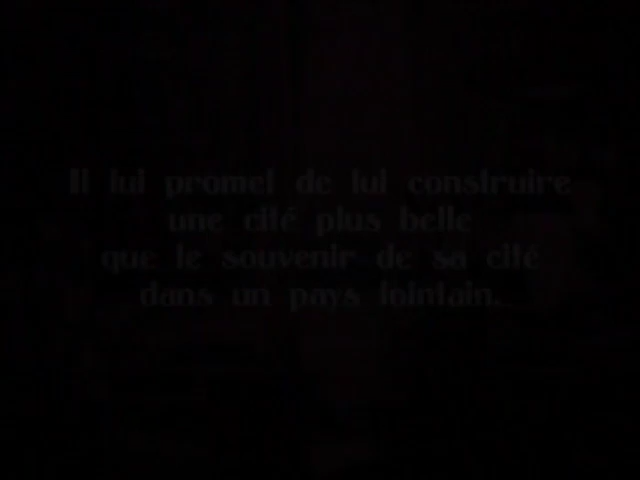 Il lui promet de lui construire
une cité plus belle
que le souvenir de sa cité
dans un pays lointain.